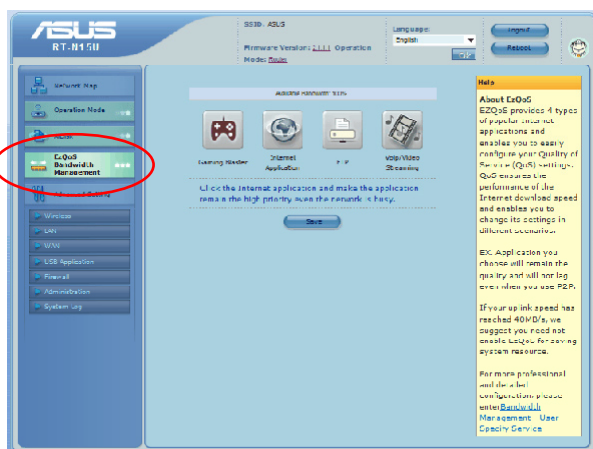 ASUS
RT-N15U
SSID: ASUS
Firmware Version: Operation
Mode: Router
Language:
English
Logout
Reboot
Network Map
Operation Mode
AiDisk
EzQoS
Bandwidth
Management
Advanced Setting
Wireless
LAN
WAN
USB Application
Firewall
Administration
System Log
Gaming Blaster
Internet
Application
Voip/Video
Streaming
Click the Internet application and make the application
remain the high priority even the network is busy.
Save
Help
About EzQoS
EZQoS provides 4 types
of popular internet
applications and
enables you to easily
configure your Quality of
Service (QoS) settings.
QoS ensures the
performance of the
Internet download speed
and enables you to
change its settings in
different scenarios.
EX: Application you
choose will remain the
quality and will not lag
even when you use P2P.
If your uplink speed has
reached 40MB/s, we
suggest you need not
enable EzQoS for saving
system resource.
For more professional
and detailed
configuration, please
enter Bandwidth
Management - User
Specify Service